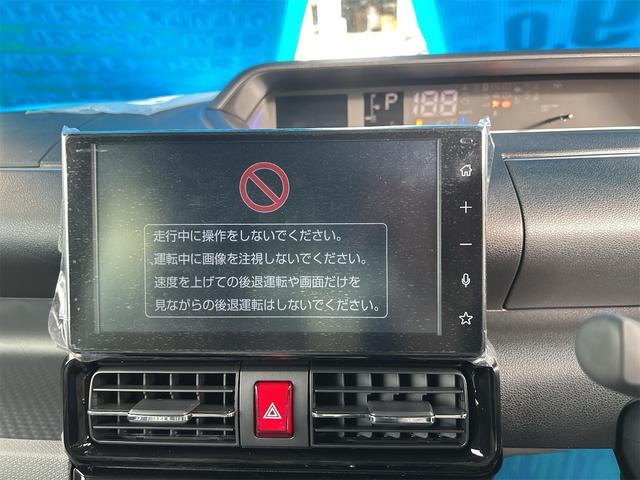 P 188
走行中に操作をしないでください。
運転中に画像を注視しないでください。
速度を上げての後退運転や画面だけを
見ながらの後退運転はしないでください。